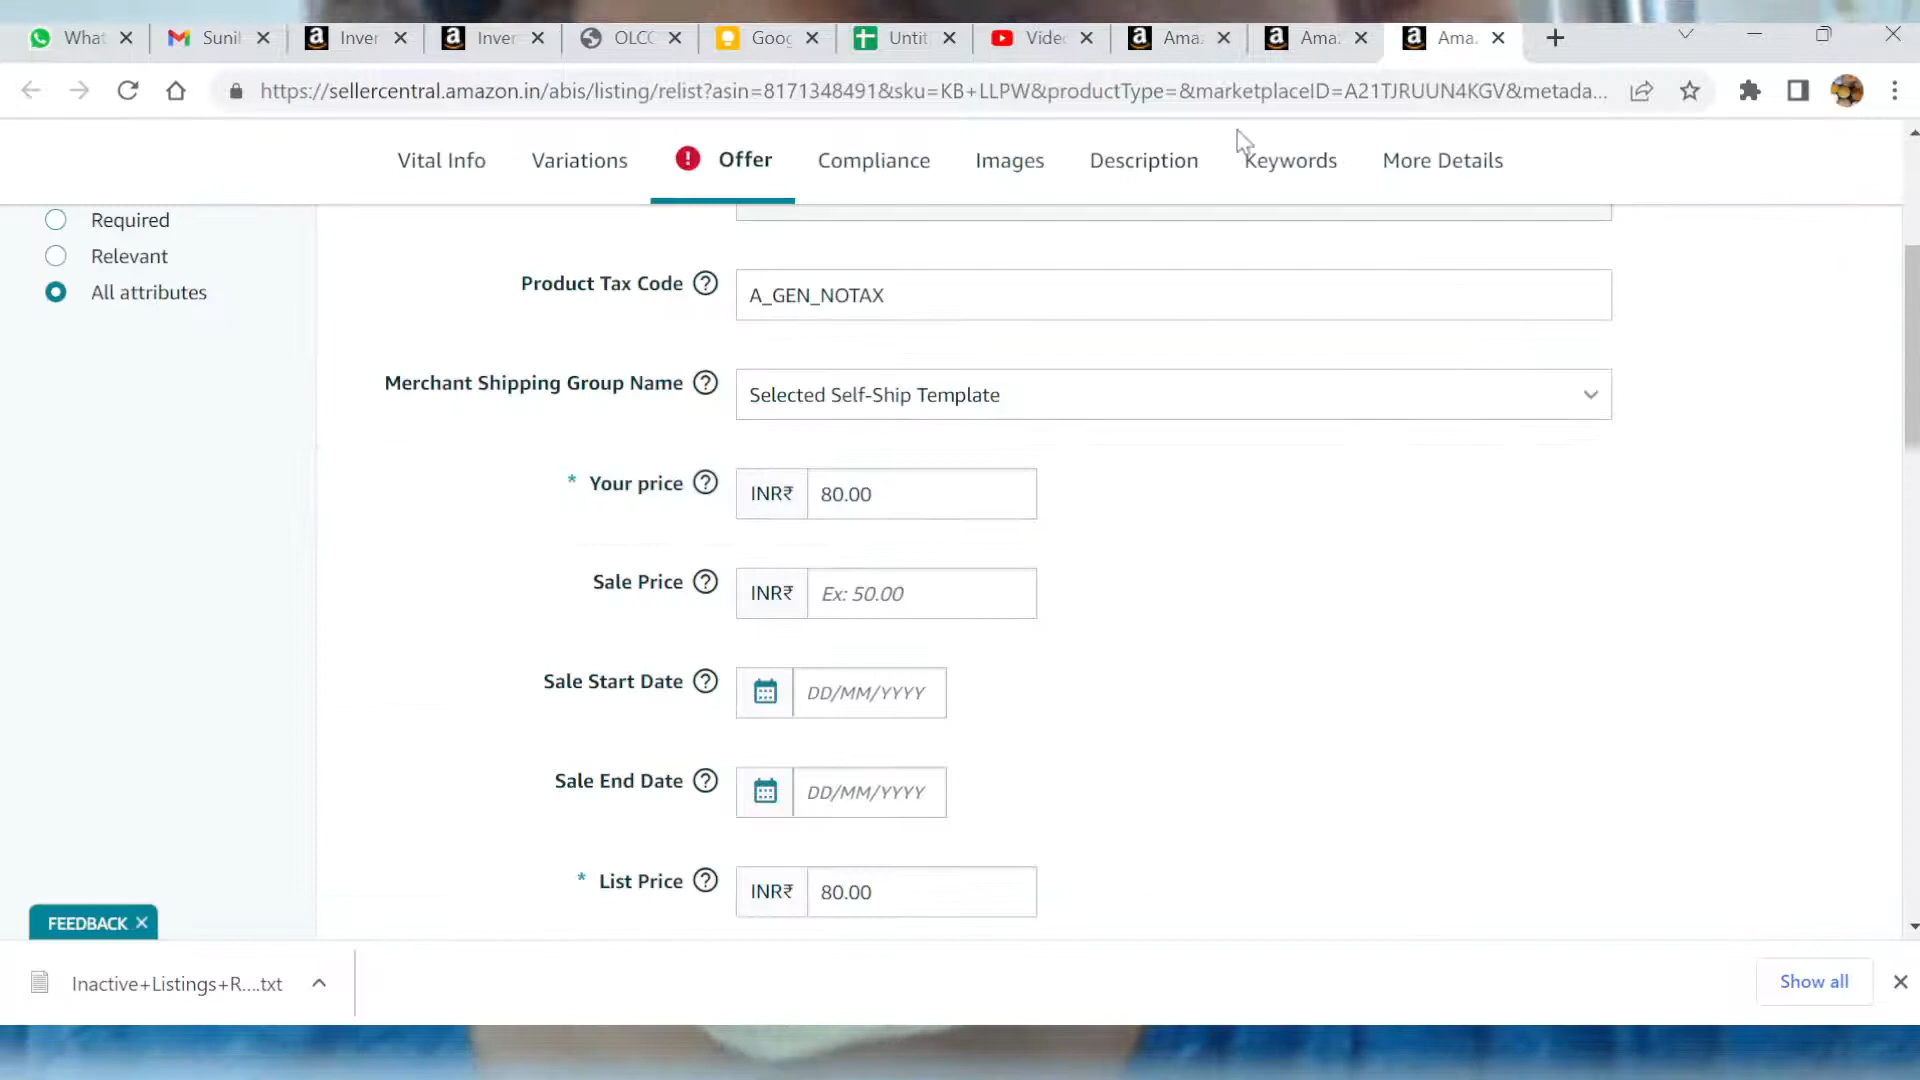 What
Sunil
Inver
Inver
OLCC
Goog
Untit
Vide
Ama.
Ama.
Ama.
https://sellercentral.amazon.in/abis/listing/relist?asin=8171348491&sku=KB+LLPW&productType=&marketplaceID=A21TJRUUN4KGV&metada...
Vital Info
Variations
Offer
Compliance
Images
Description
Keywords
More Details
Required
Relevant
All attributes
Product Tax Code
A_GEN_NOTAX
Merchant Shipping Group Name
Selected Self-Ship Template
* Your price
INR₹ 80.00
Sale Price
INR₹ Ex: 50.00
Sale Start Date
DD/MM/YYYY
Sale End Date
DD/MM/YYYY
* List Price
INR₹ 80.00
FEEDBACK
Inactive+Listings+R....txt
Show all